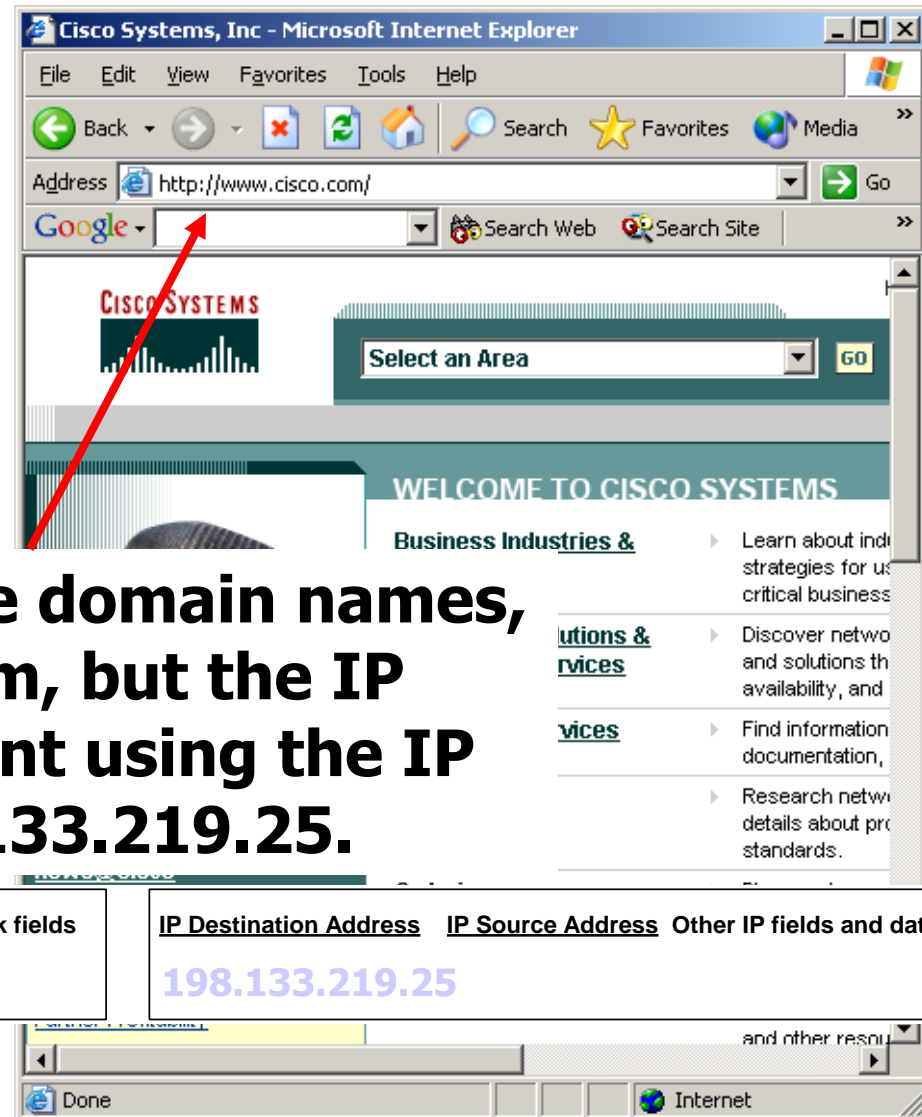 Cisco Systems, Inc - Microsoft Internet Explorer
File Edit View Favorites Tools Help
Back Search Favorites Media »
Address http://www.cisco.com/ Go
Google Search Web Search Site »
CISCO SYSTEMS
Select an Area GO
WELCOME TO CISCO SYSTEMS
Business Industries &
Learn about indu
strategies for us
critical business
e domain names,
m, but the IP
nt using the IP
133.219.25.
lutions &
rvices
Discover netwo
and solutions th
availability, and
vices
Find information
documentation,
Research netw
details about pro
standards.
k fields
IP Destination Address IP Source Address Other IP fields and dat
198.133.219.25
and other resou
Done Internet